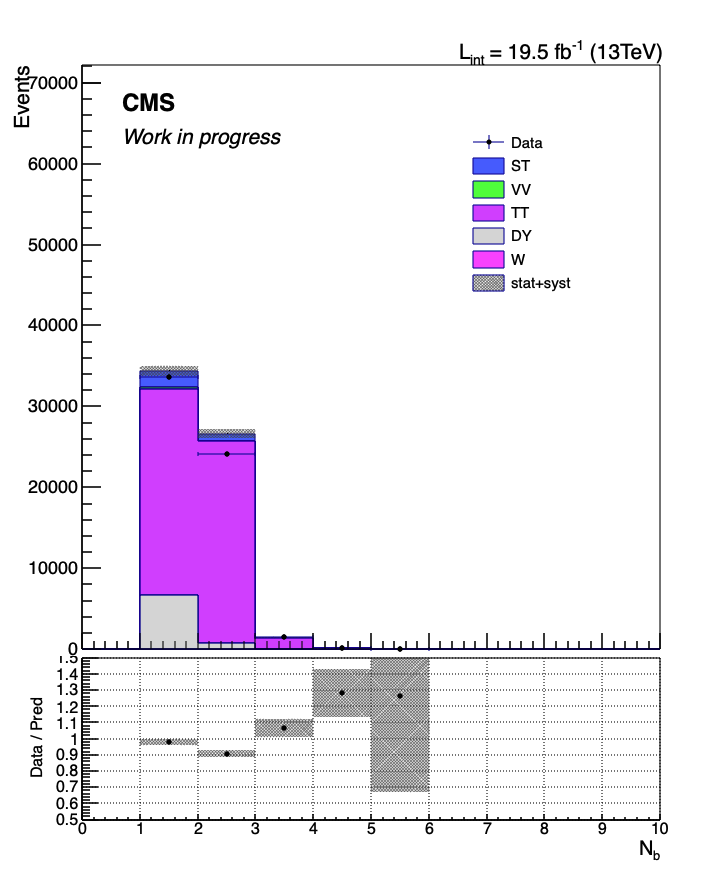 L_int = 19.5 fb^-1 (13TeV)
Events
70000
CMS
Work in progress
60000
50000
40000
30000
20000
10000
0
Data
ST
VV
TT
DY
W
stat+syst
Data / Pred
1.5
1.4
1.3
1.2
1.1
1
0.9
0.8
0.7
0.6
0.5
0 1 2 3 4 5 6 7 8 9 10
N_b